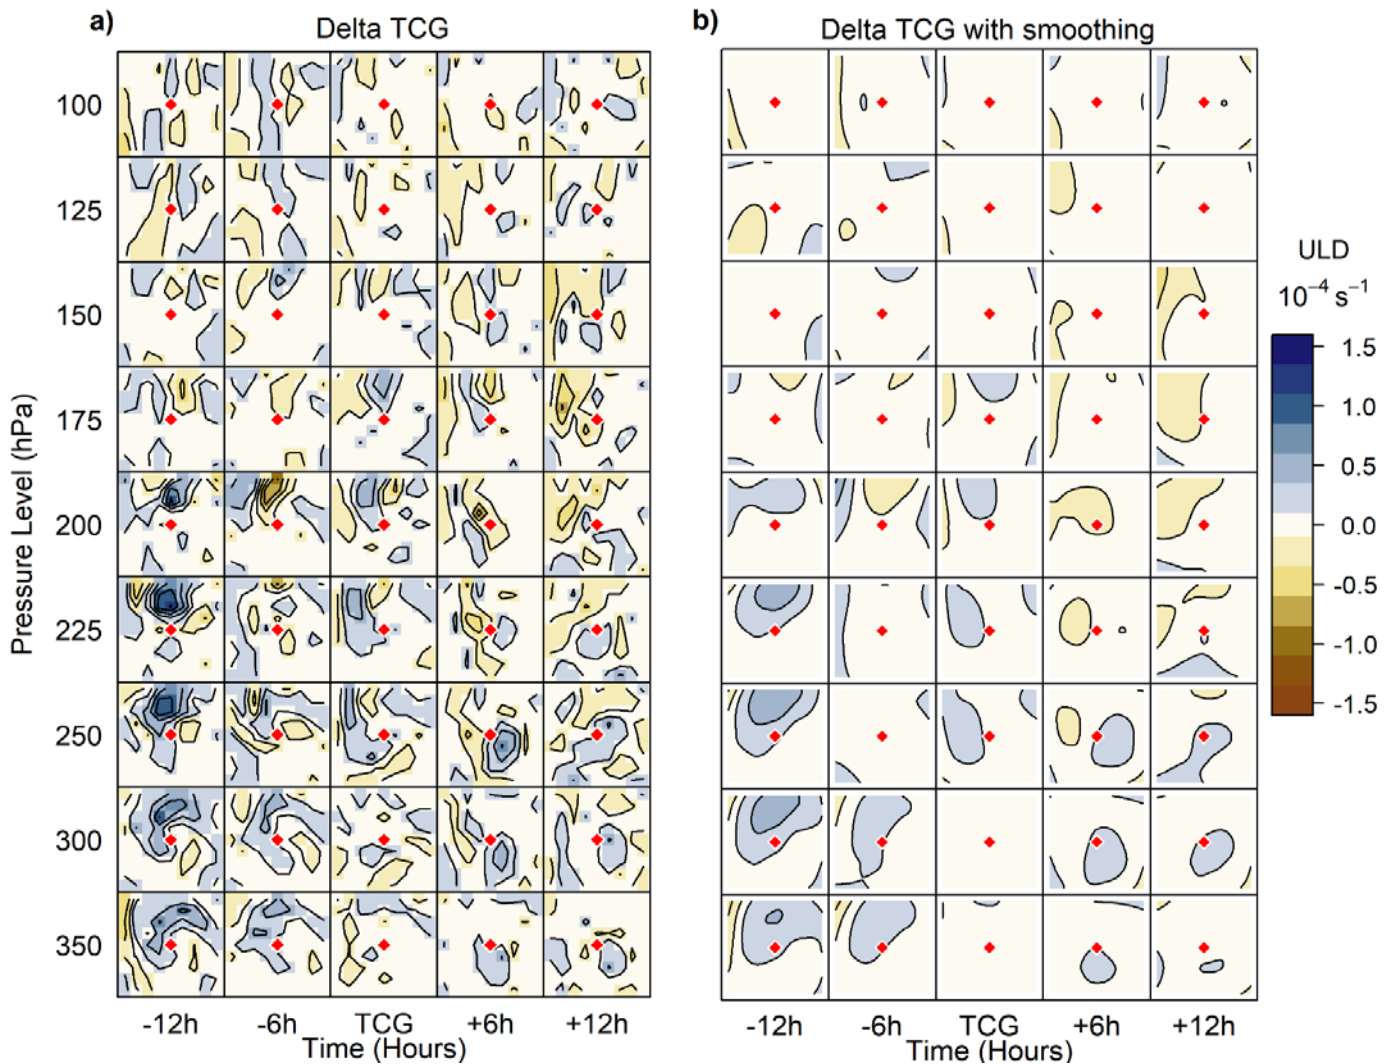 a) Delta TCG
b) Delta TCG with smoothing
Pressure Level (hPa)
100
125
150
175
200
225
250
300
350
-12h -6h TCG +6h +12h
Time (Hours)
-12h -6h TCG +6h +12h
Time (Hours)
ULD
10⁻⁴ s⁻¹
1.5
1.0
0.5
0.0
-0.5
-1.0
-1.5